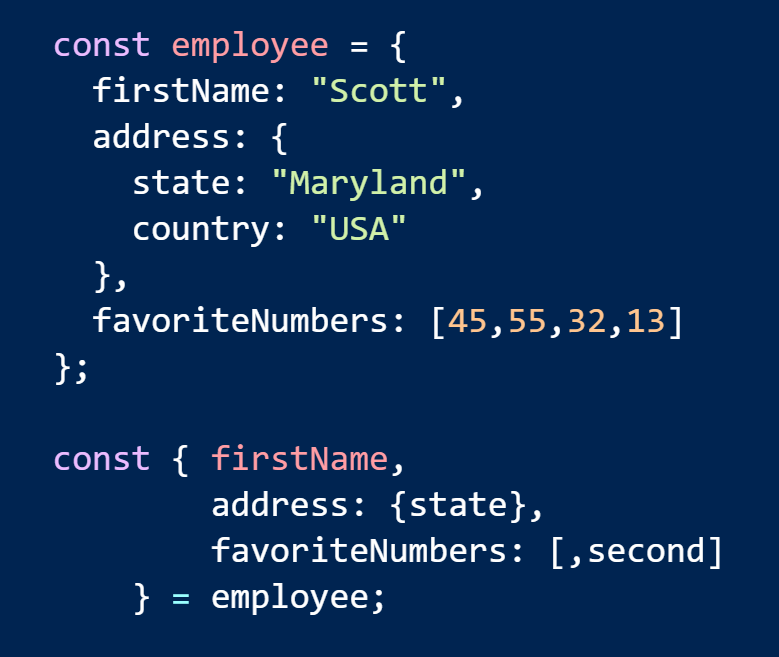 const employee = {
  firstName: "Scott",
  address: {
    state: "Maryland",
    country: "USA"
  },
  favoriteNumbers: [45,55,32,13]
};

const { firstName,
        address: {state},
        favoriteNumbers: [,second]
    } = employee;